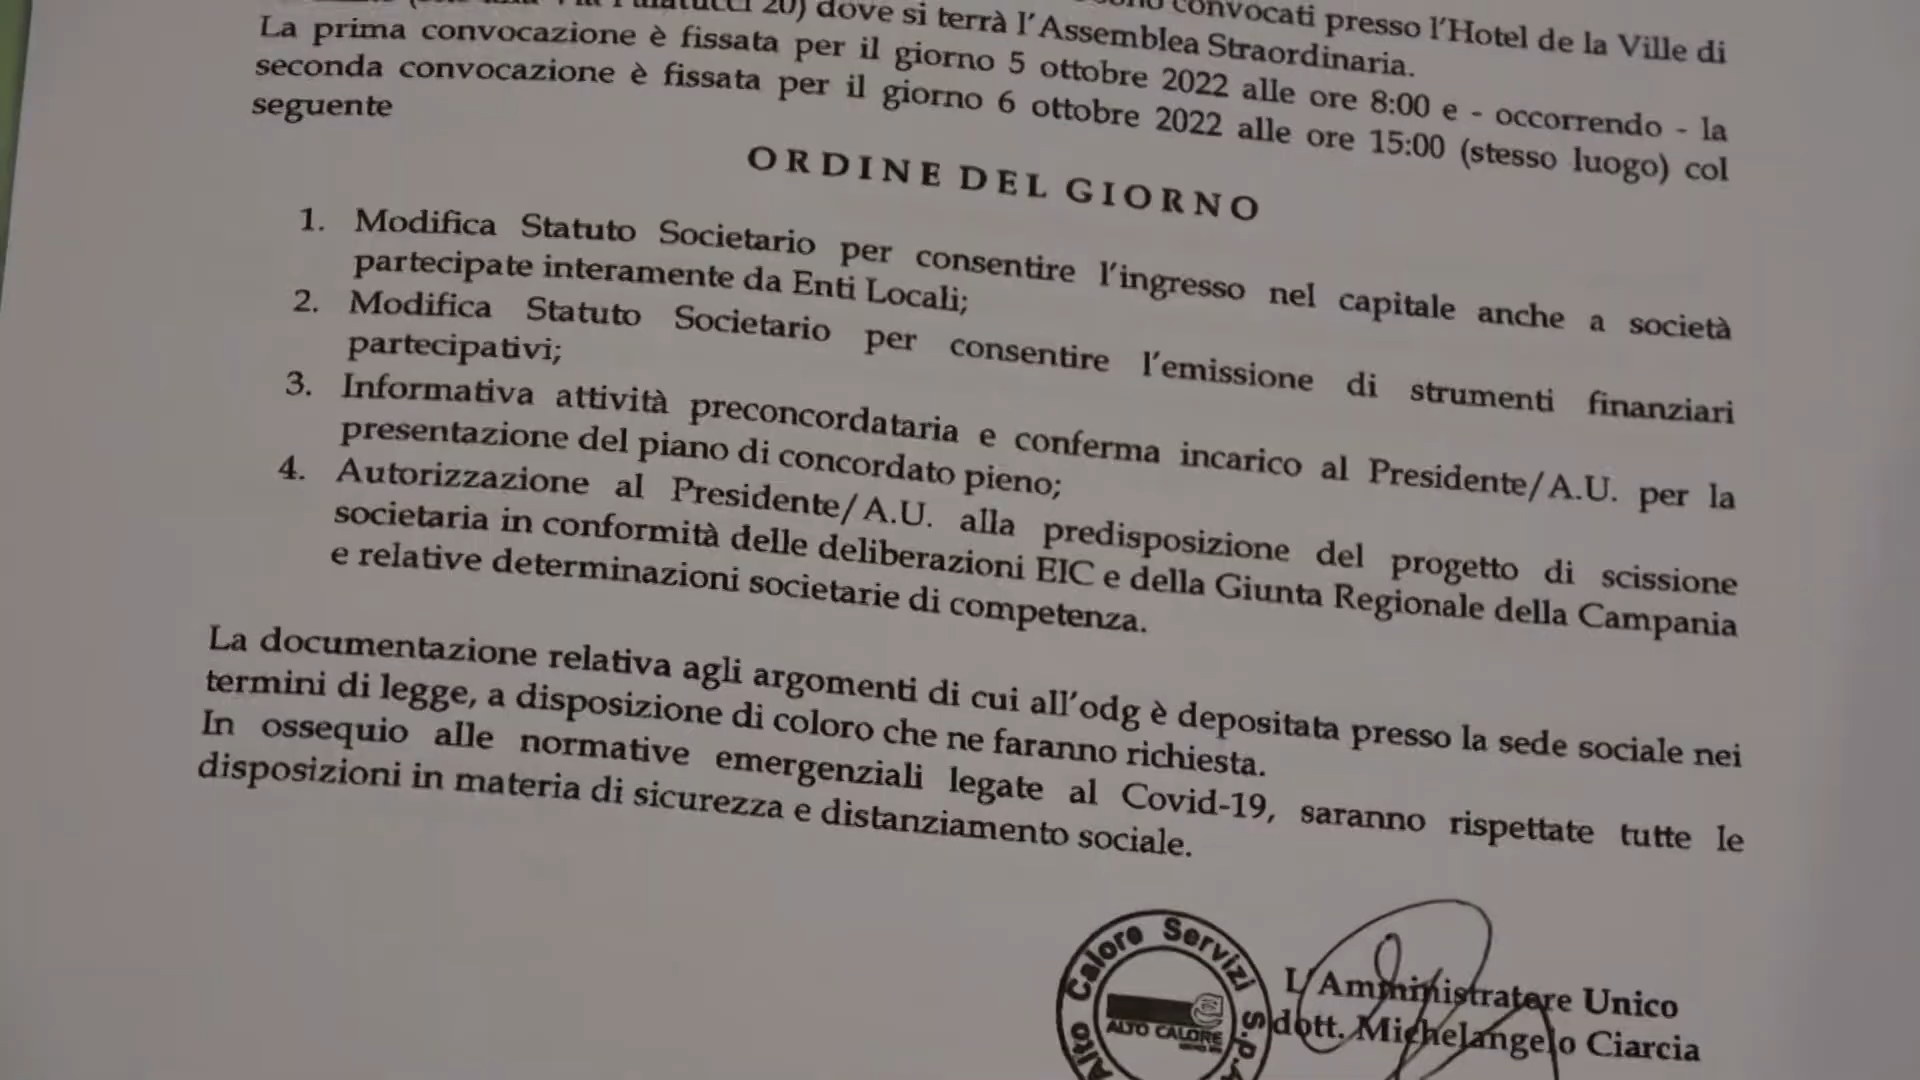 20) dove si terrà l'Assemblea Straordinaria.
convocati presso l'Hotel de la Ville di
La prima convocazione è fissata per il giorno 5 ottobre 2022 alle ore 8:00 e - occorrendo - la
seconda convocazione è fissata per il giorno 6 ottobre 2022 alle ore 15:00 (stesso luogo) col
seguente
ORDINE DEL GIORNO
1. Modifica Statuto Societario per consentire l'ingresso nel capitale anche a società
partecipate interamente da Enti Locali;
2. Modifica Statuto Societario per consentire l'emissione di strumenti finanziari
partecipativi;
3. Informativa attività preconcordataria e conferma incarico al Presidente/A.U. per la
presentazione del piano di concordato pieno;
4. Autorizzazione al Presidente/A.U. alla predisposizione del progetto di scissione
societaria in conformità delle deliberazioni EIC e della Giunta Regionale della Campania
e relative determinazioni societarie di competenza.
La documentazione relativa agli argomenti di cui all'odg è depositata presso la sede sociale nei
termini di legge, a disposizione di coloro che ne faranno richiesta.
In ossequio alle normative emergenziali legate al Covid-19, saranno rispettate tutte le
disposizioni in materia di sicurezza e distanziamento sociale.
Alto Calore Servizi S.p.A
ALTO CALORE
L'Amministratore Unico
dott. Michelangelo Ciarcia